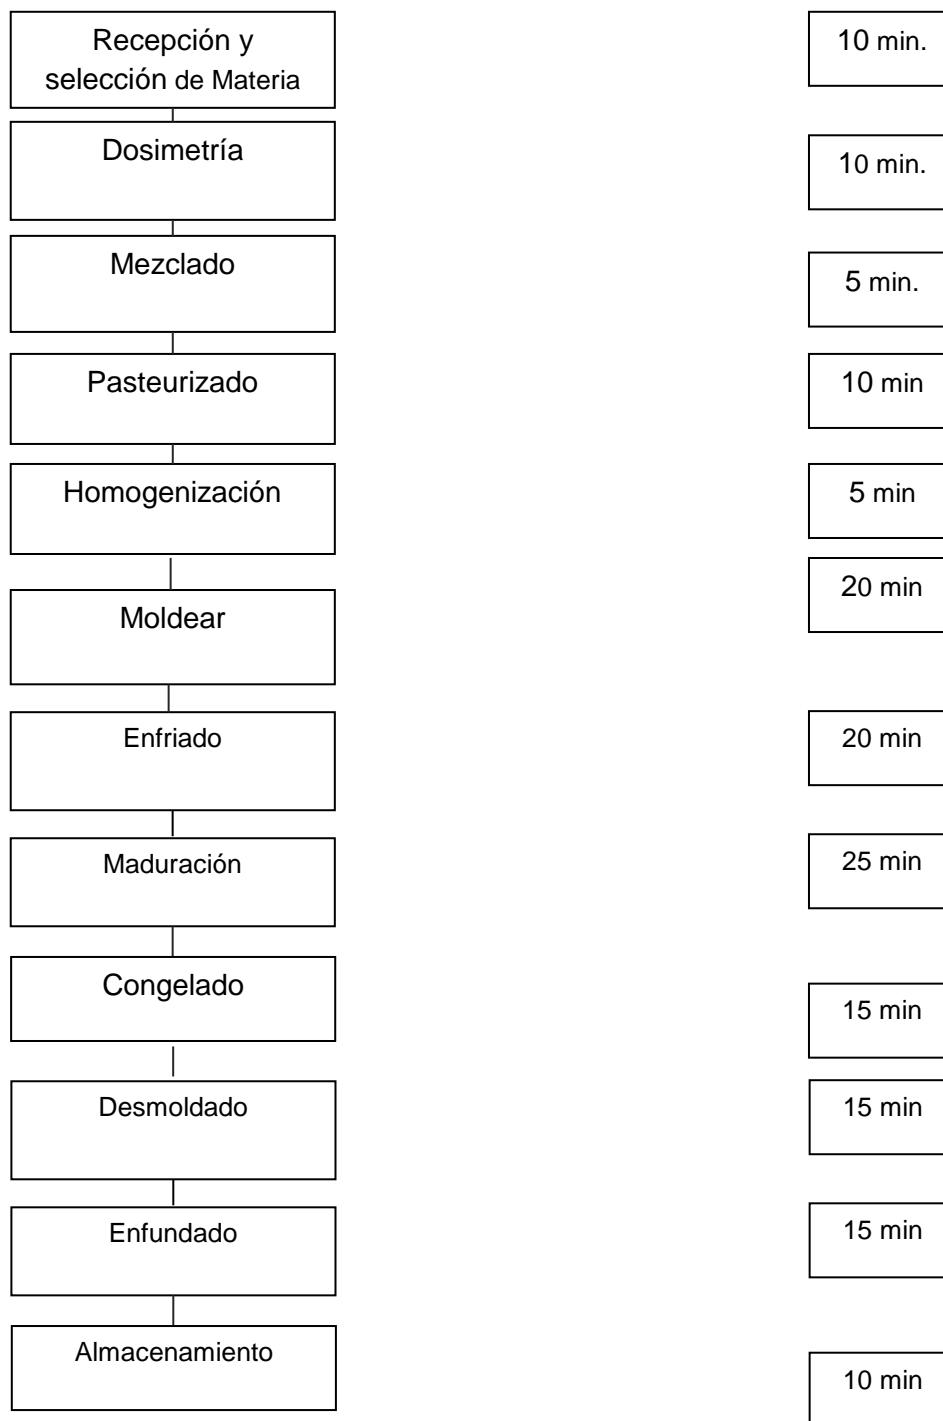 Recepción y
selección de Materia
10 min.
Dosimetría
10 min.
Mezclado
5 min.
Pasteurizado
10 min
Homogenización
5 min
Moldear
20 min
Enfriado
20 min
Maduración
25 min
Congelado
15 min
Desmoldado
15 min
Enfundado
15 min
Almacenamiento
10 min